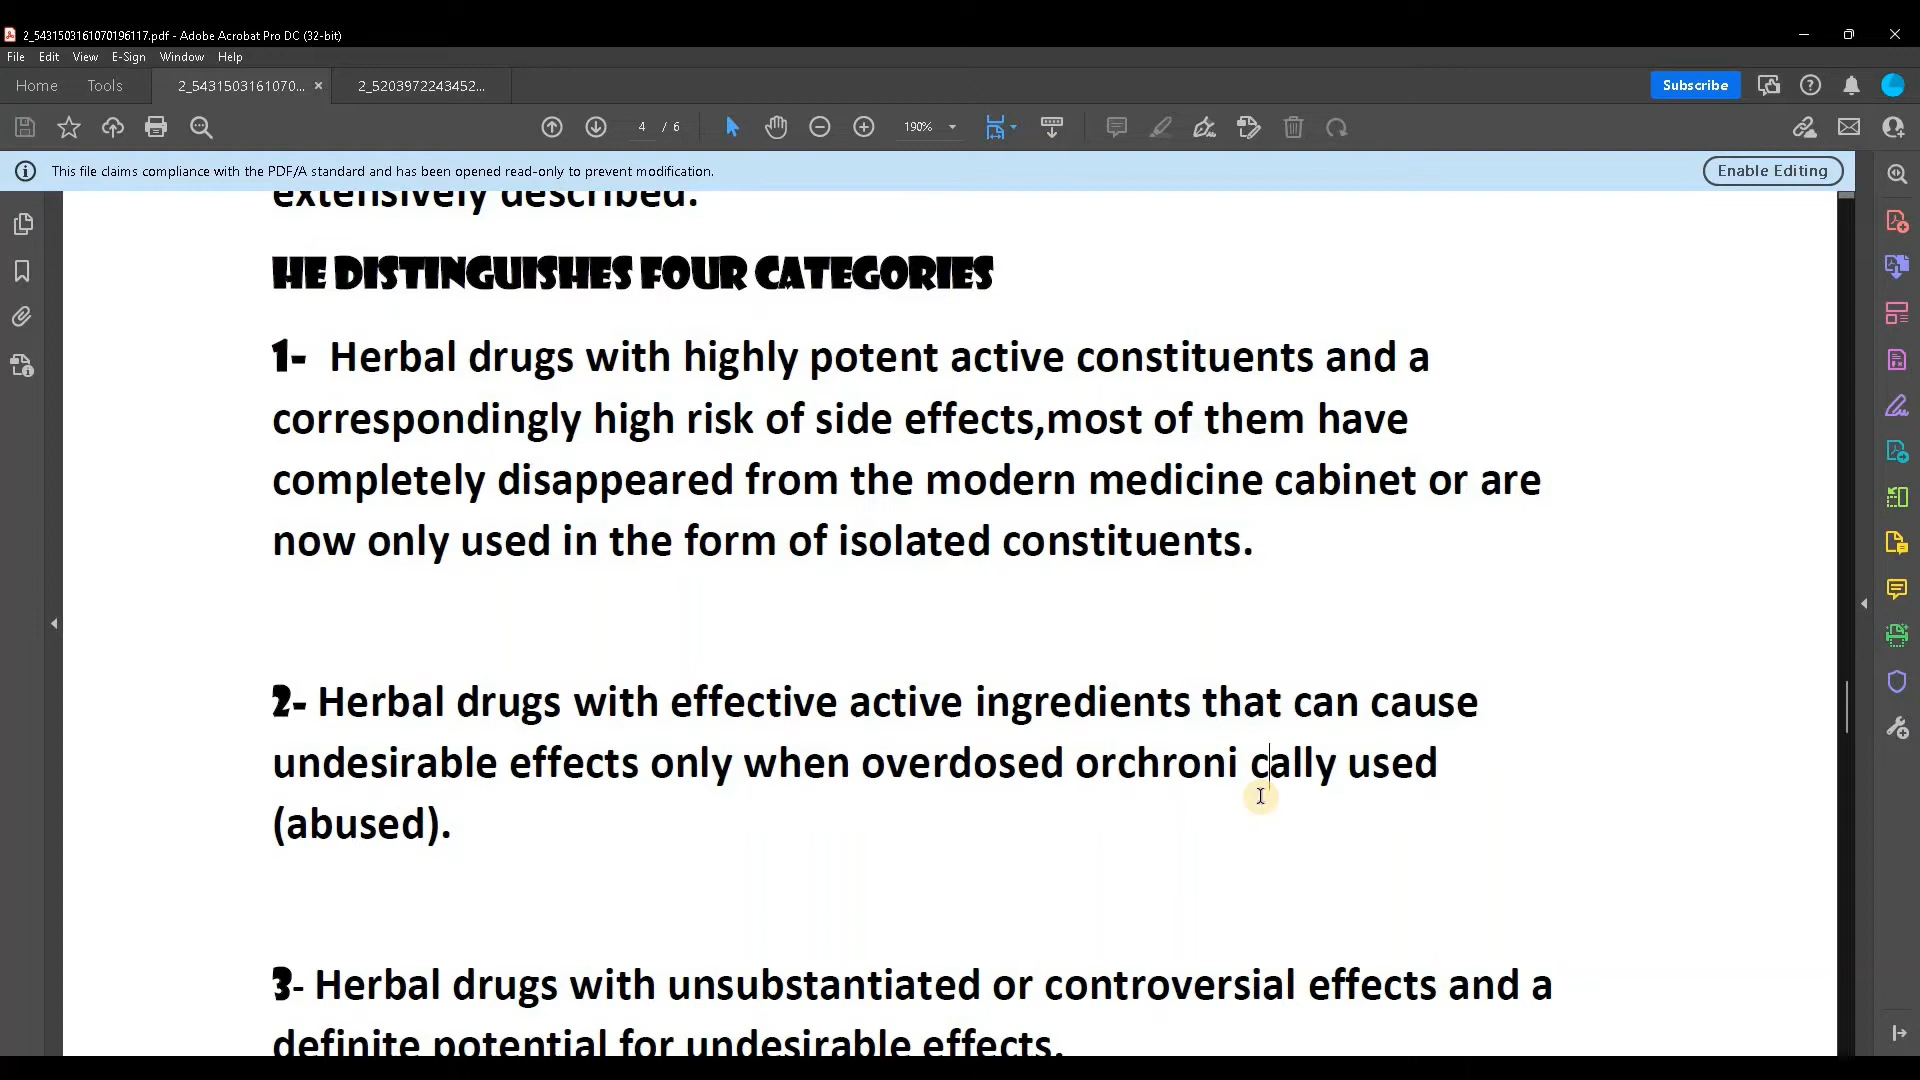 2_5431503161070196117.pdf - Adobe Acrobat Pro DC (32-bit)
File Edit View E-Sign Window Help
Home Tools 2_5431503161070... × 2_5203972243452... Subscribe
4 / 6 190%
This file claims compliance with the PDF/A standard and has been opened read-only to prevent modification. Enable Editing
extensively described.
HE DISTINGUISHES FOUR CATEGORIES
1- Herbal drugs with highly potent active constituents and a
correspondingly high risk of side effects,most of them have
completely disappeared from the modern medicine cabinet or are
now only used in the form of isolated constituents.
2- Herbal drugs with effective active ingredients that can cause
undesirable effects only when overdosed orchroni cally used
(abused).
3- Herbal drugs with unsubstantiated or controversial effects and a
definite potential for undesirable effects.